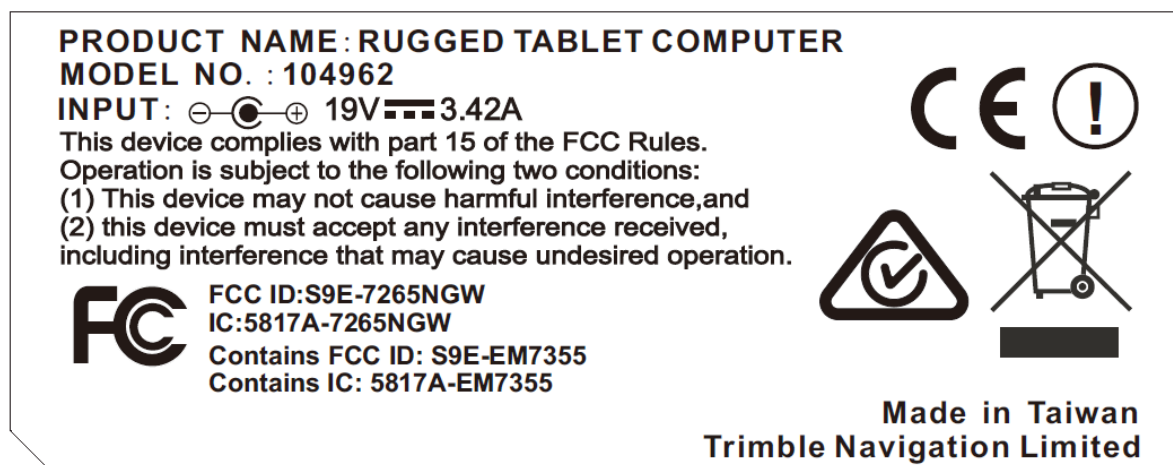 PRODUCT NAME: RUGGED TABLET COMPUTER
MODEL NO. : 104962
INPUT: 19V 3.42A
This device complies with part 15 of the FCC Rules.
Operation is subject to the following two conditions:
(1) This device may not cause harmful interference,and
(2) this device must accept any interference received,
including interference that may cause undesired operation.
FC
FCC ID:S9E-7265NGW
IC:5817A-7265NGW
Contains FCC ID: S9E-EM7355
Contains IC: 5817A-EM7355
CE
!
Made in Taiwan
Trimble Navigation Limited